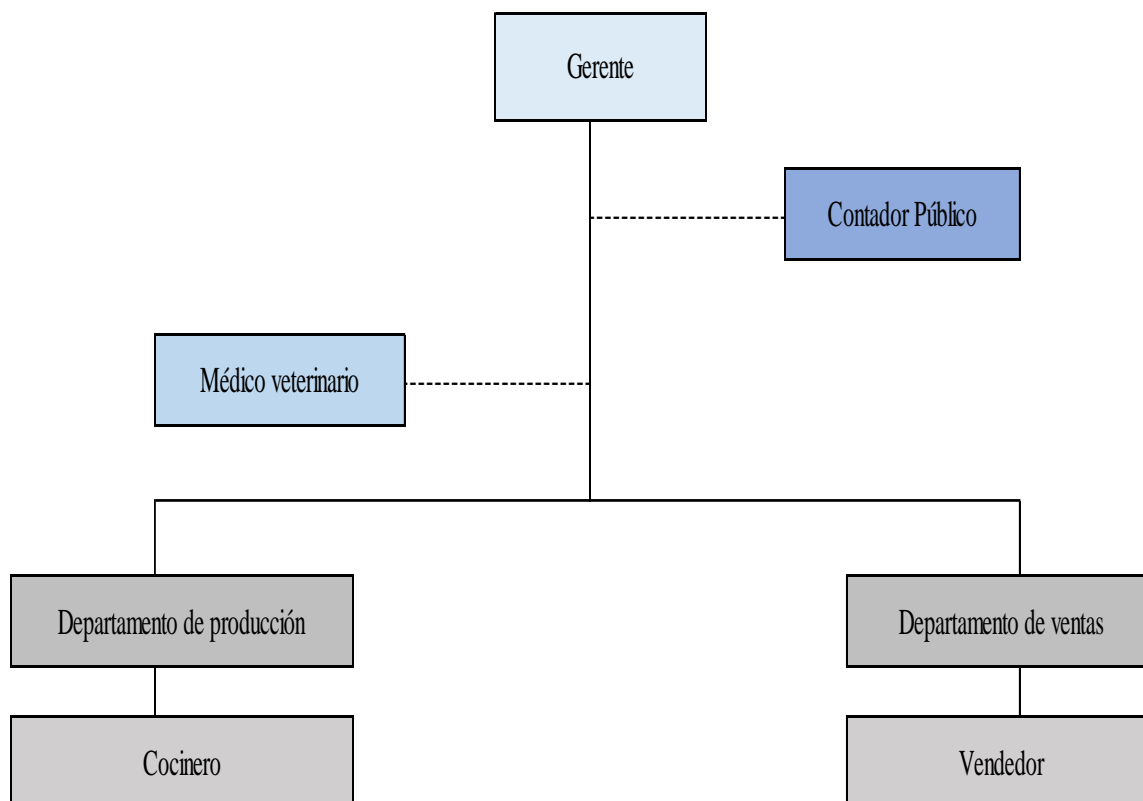 Gerente
Contador Público
Médico veterinario
Departamento de producción
Departamento de ventas
Cocinero
Vendedor